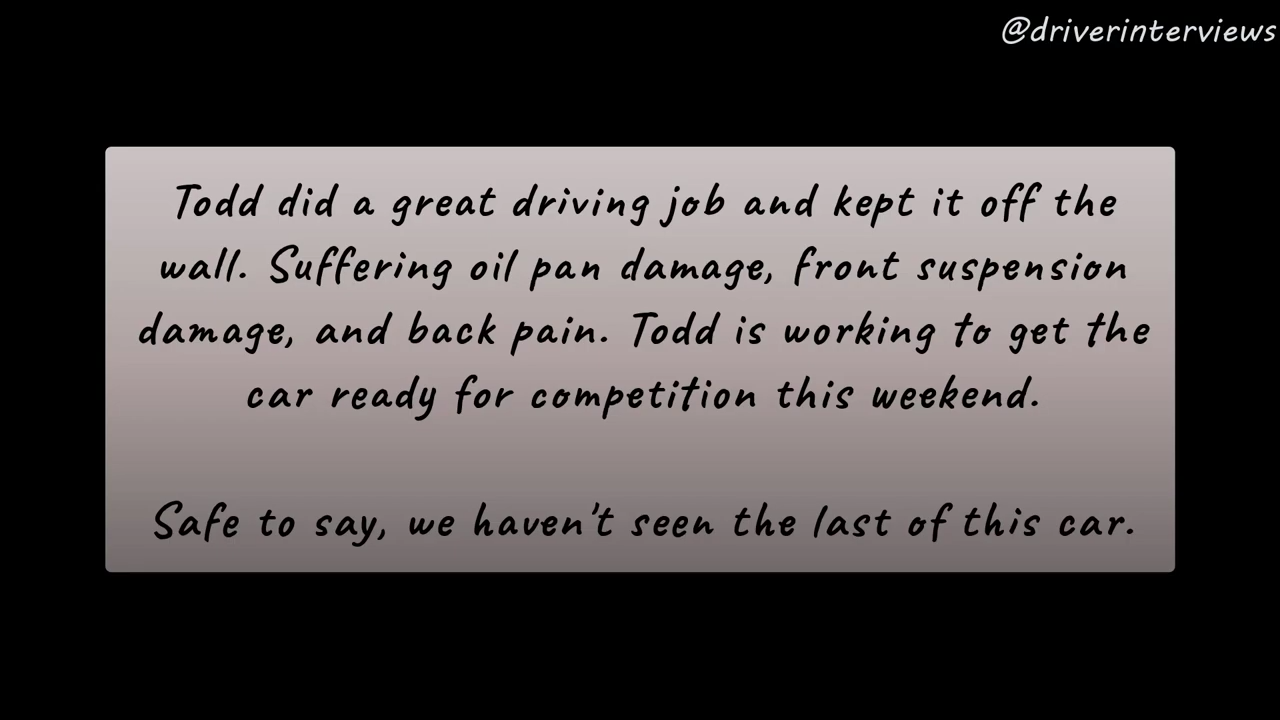 @driverinterviews
Todd did a great driving job and kept it off the
wall. Suffering oil pan damage, front suspension
damage, and back pain. Todd is working to get the
car ready for competition this weekend.
Safe to say, we haven't seen the last of this car.